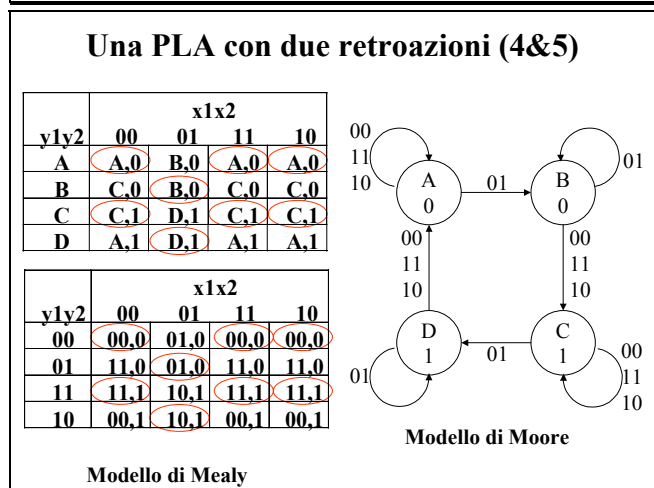 Una PLA con due retroazioni (4&5)
x1x2
y1y2 00 01 11 10
A A,0 B,0 A,0 A,0
B C,0 B,0 C,0 C,0
C C,1 D,1 C,1 C,1
D A,1 D,1 A,1 A,1
x1x2
y1y2 00 01 11 10
00 00,0 01,0 00,0 00,0
01 11,0 01,0 11,0 11,0
11 11,1 10,1 11,1 11,1
10 00,1 10,1 00,1 00,1
Modello di Mealy
00
11
10
A
0
01
B
0
01
00
11
10
00
11
10
D
1
01
C
1
01
00
11
10
Modello di Moore